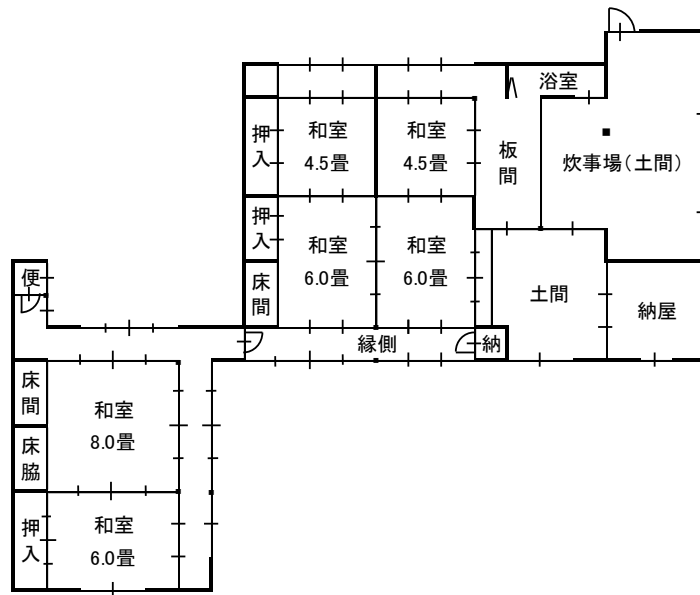 浴室
押入
和室
4.5畳
和室
4.5畳
板間
炊事場(土間)
押入
和室
6.0畳
和室
6.0畳
床間
土間
納屋
便
縁側
納
床間
和室
8.0畳
床脇
押入
和室
6.0畳